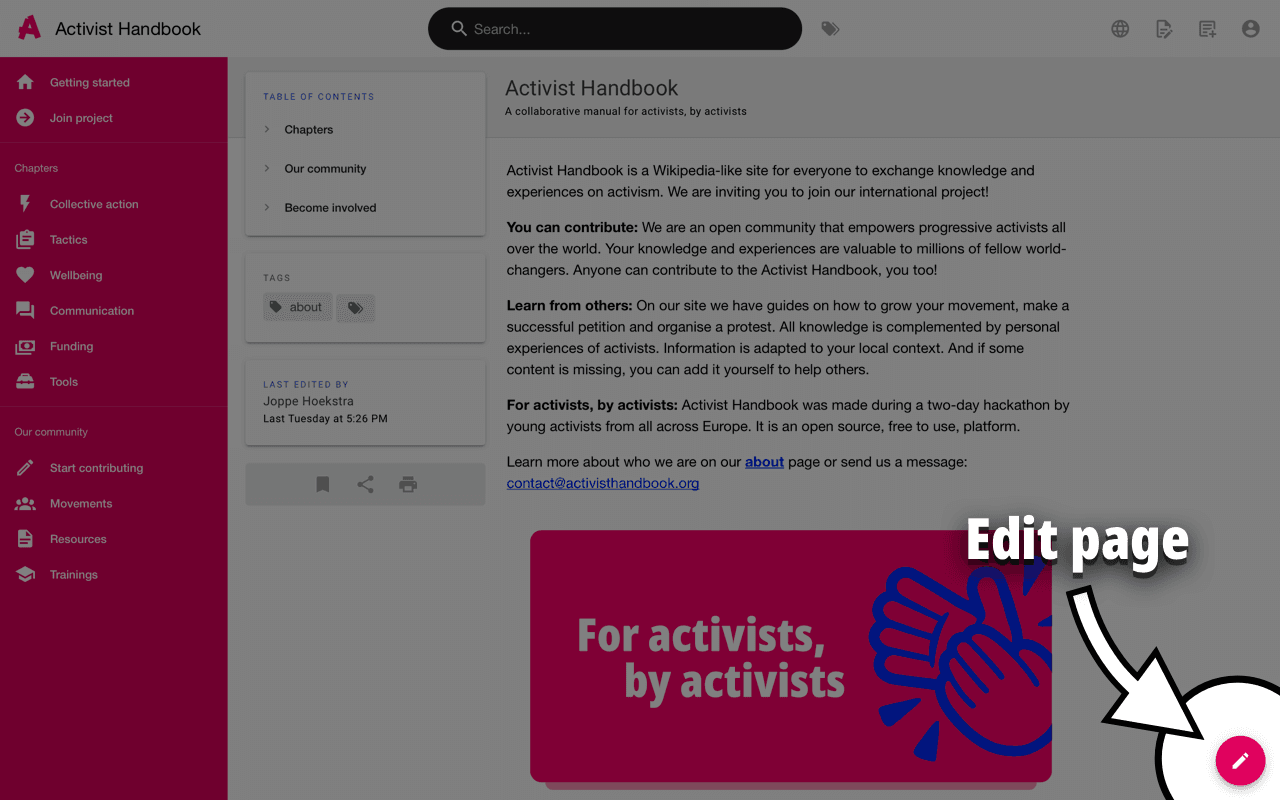 Activist Handbook
Search...
Getting started
Join project
Chapters
Collective action
Tactics
Wellbeing
Communication
Funding
Tools
Our community
Start contributing
Movements
Resources
Trainings
TABLE OF CONTENTS
Chapters
Our community
Become involved
TAGS
about
LAST EDITED BY
Joppe Hoekstra
Last Tuesday at 5:26 PM
Activist Handbook
A collaborative manual for activists, by activists
Activist Handbook is a Wikipedia-like site for everyone to exchange knowledge and
experiences on activism. We are inviting you to join our international project!
You can contribute: We are an open community that empowers progressive activists all
over the world. Your knowledge and experiences are valuable to millions of fellow world-
changers. Anyone can contribute to the Activist Handbook, you too!
Learn from others: On our site we have guides on how to grow your movement, make a
successful petition and organise a protest. All knowledge is complemented by personal
experiences of activists. Information is adapted to your local context. And if some
content is missing, you can add it yourself to help others.
For activists, by activists: Activist Handbook was made during a two-day hackathon by
young activists from all across Europe. It is an open source, free to use, platform.
Learn more about who we are on our about page or send us a message:
contact@activisthandbook.org
Edit page
For activists,
by activists